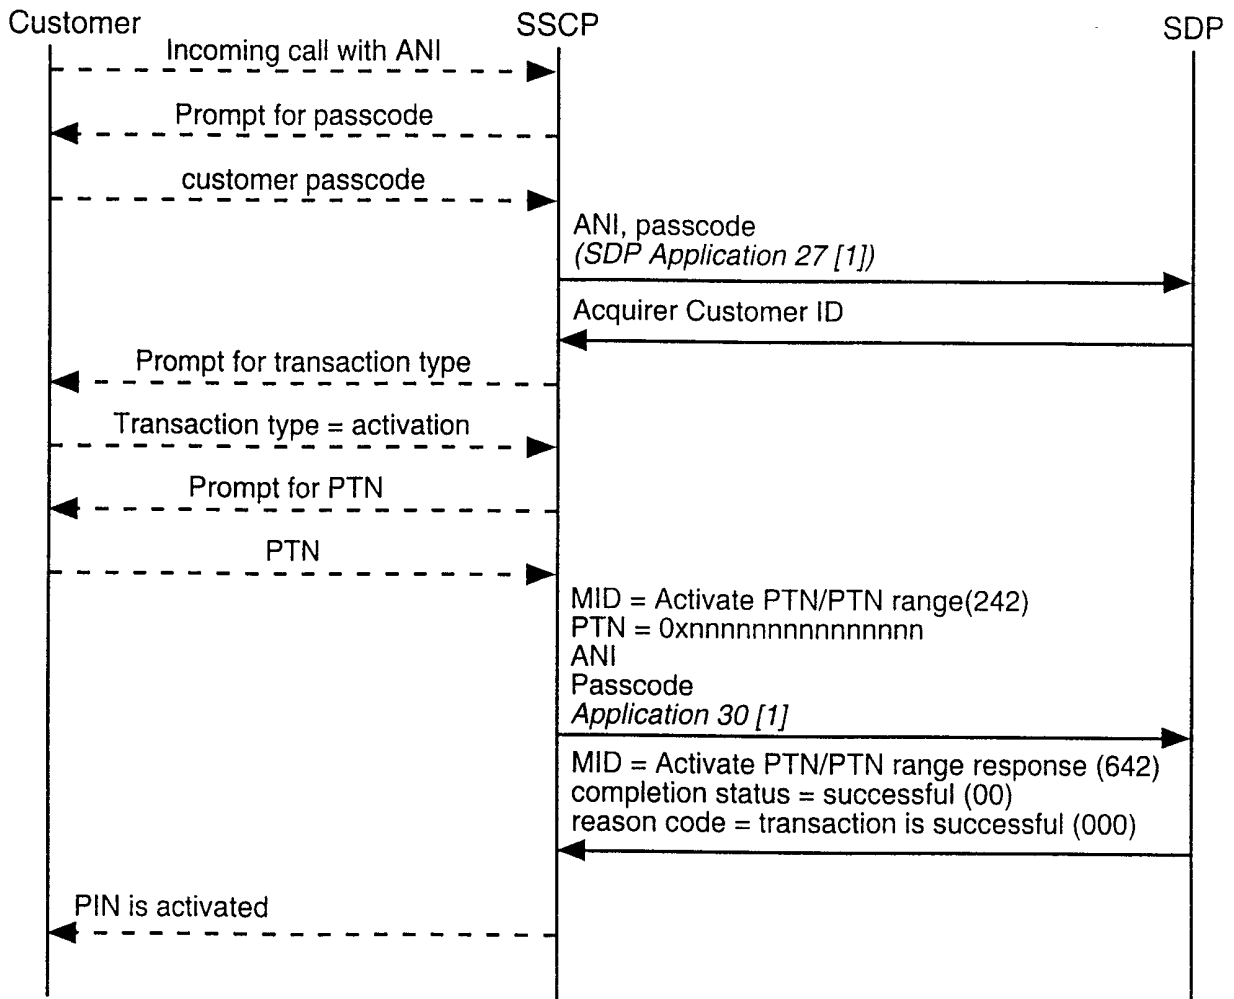 Customer
SSCP
SDP
Incoming call with ANI
Prompt for passcode
customer passcode
ANI, passcode
(SDP Application 27 [1])
Acquirer Customer ID
Prompt for transaction type
Transaction type = activation
Prompt for PTN
PTN
MID = Activate PTN/PTN range(242)
PTN = 0xnnnnnnnnnnnnnnnn
ANI
Passcode
Application 30 [1]
MID = Activate PTN/PTN range response (642)
completion status = successful (00)
reason code = transaction is successful (000)
PIN is activated